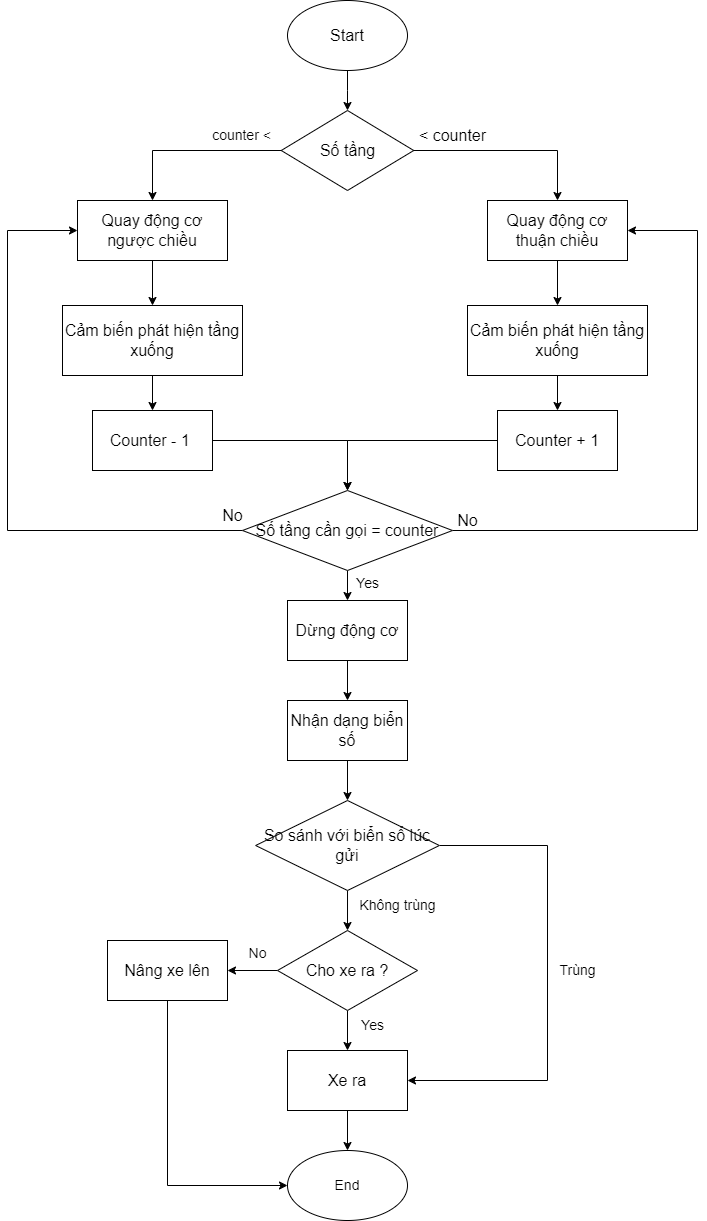 Start
counter <
Số tầng
< counter
Quay động cơ
ngược chiều
Quay động cơ
thuận chiều
Cảm biến phát hiện tầng
xuống
Cảm biến phát hiện tầng
xuống
Counter - 1
Counter + 1
No
Số tầng cần gọi = counter
No
Yes
Dừng động cơ
Nhận dạng biển
số
So sánh với biển số lúc
gửi
Không trùng
Nâng xe lên
No
Cho xe ra ?
Trùng
Yes
Xe ra
End